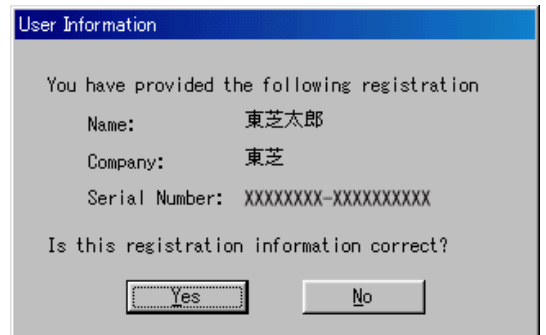 User Information
You have provided the following registration
Name: 東芝太郎
Company: 東芝
Serial Number: XXXXXXXX-XXXXXXXXXX
Is this registration information correct?
Yes No